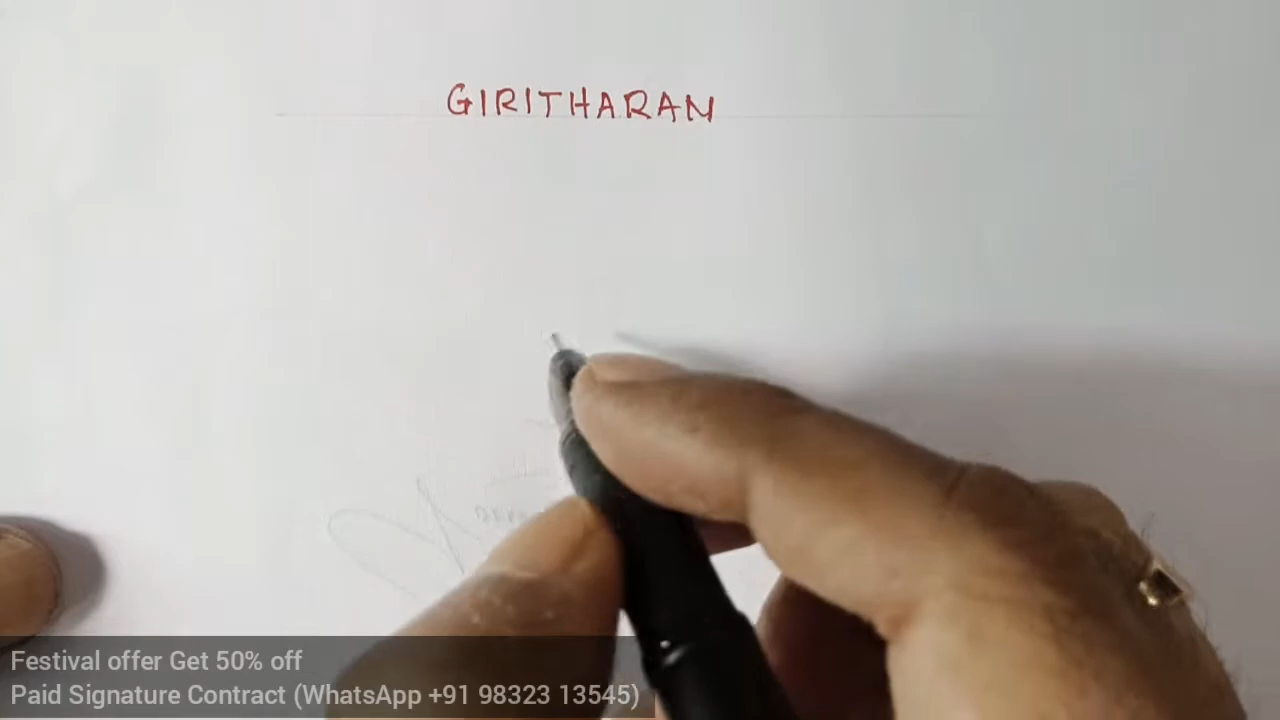 GIRITHARAN
Festival offer Get 50% off
Paid Signature Contract (WhatsApp +91 98323 13545)